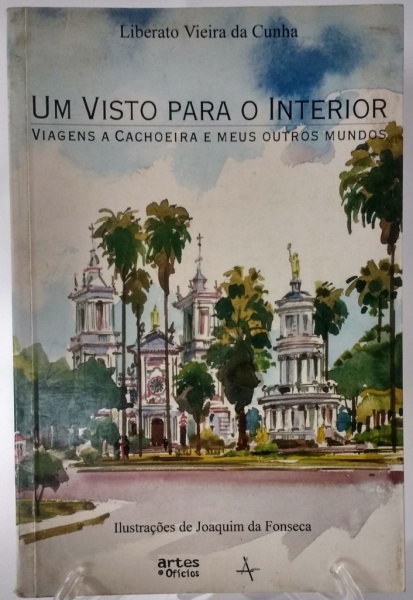 Liberato Vieira da Cunha
UM VISTO PARA O INTERIOR
VIAGENS A CACHOEIRA E MEUS OUTROS MUNDOS
Ilustrações de Joaquim da Fonseca
artes
e Ofícios